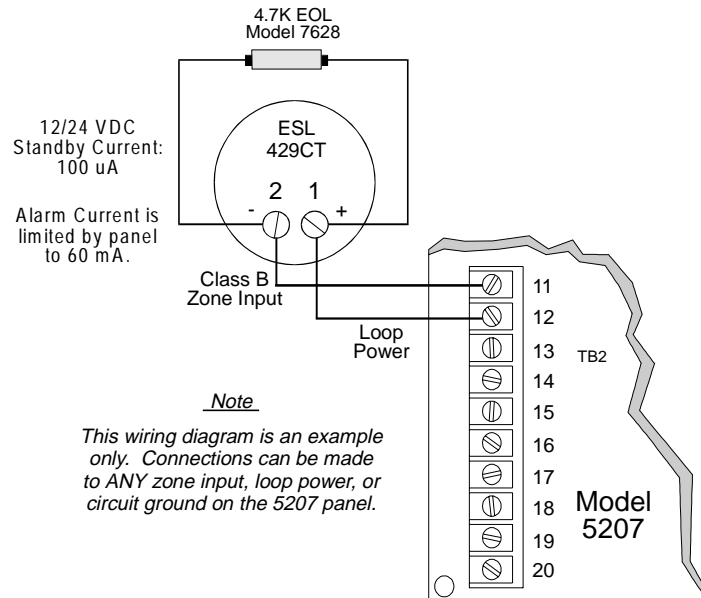 4.7K EOL
Model 7628
12/24 VDC
Standby Current:
100 uA
Alarm Current is
limited by panel
to 60 mA.
ESL
429CT
2 1
- +
Class B
Zone Input
Loop
Power
11
12
13
14
15
16
17
18
19
20
TB2
Model
5207
Note
This wiring diagram is an example
only. Connections can be made
to ANY zone input, loop power, or
circuit ground on the 5207 panel.